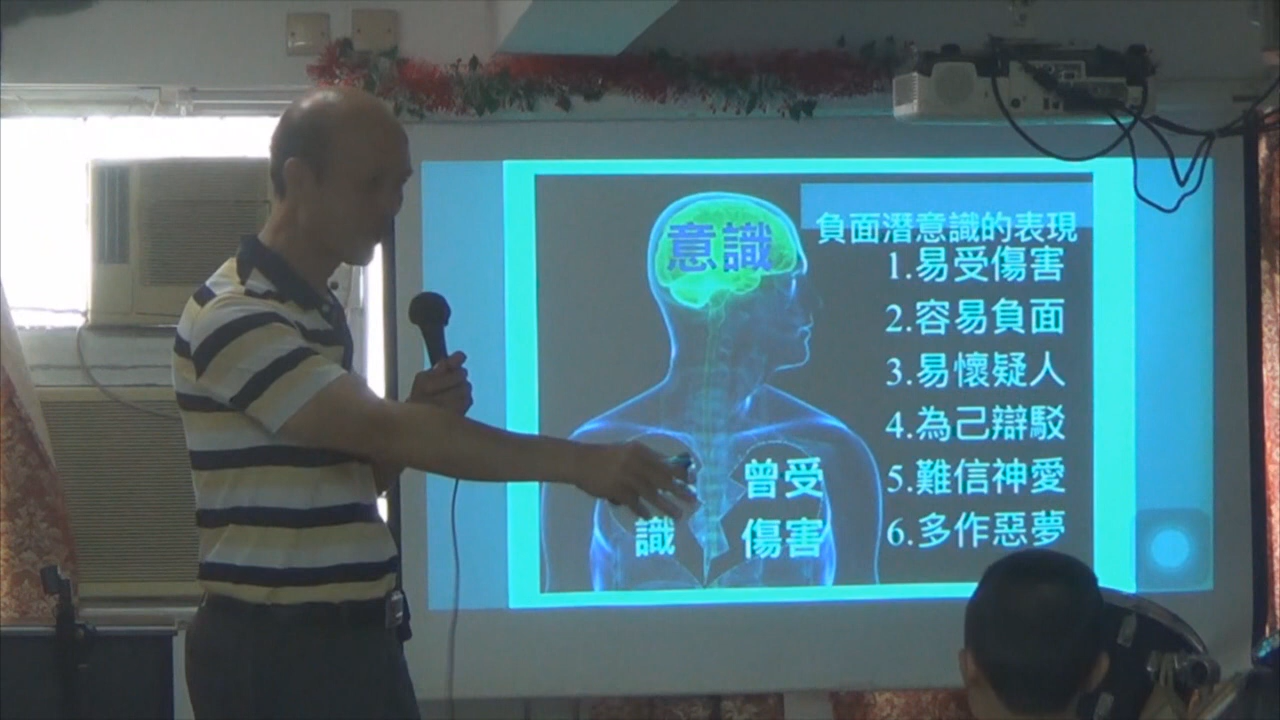 意識
負面潛意識的表現
1.易受傷害
2.容易負面
3.易懷疑人
4.為己辯駁
5.難信神愛
6.多作惡夢
識
曾受
傷害